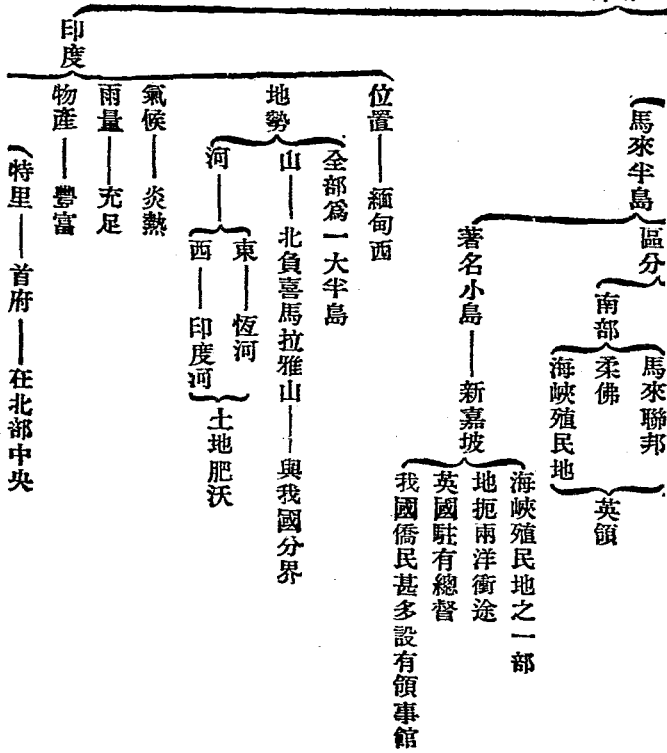 馬來半島
區分
南部
馬來聯邦
柔佛
海峽殖民地
英領
著名小島——新嘉坡
海峽殖民地之一部
地扼兩洋衝途
英國駐有總督
我國僑民甚多設有領事館
印度
位置——緬甸西
地勢
全部爲一大半島
山——北負喜馬拉雅山——與我國分界
河
東——恆河
西——印度河
土地肥沃
氣候——炎熱
雨量——充足
物產——豐富
特里——首府——在北部中央